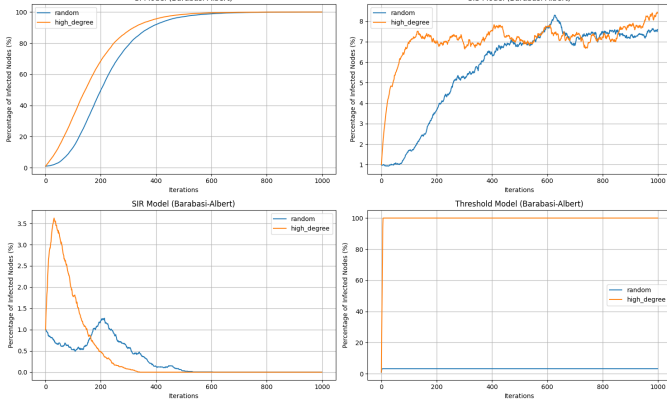 random
high_degree
Percentage of Infected Nodes (%)
100
80
60
40
20
0
0
200
400
600
800
1000
Iterations
random
high_degree
Percentage of Infected Nodes (%)
8
7
6
5
4
3
2
1
0
200
400
600
800
1000
Iterations
SIR Model (Barabasi-Albert)
random
high_degree
Percentage of Infected Nodes (%)
3.5
3.0
2.5
2.0
1.5
1.0
0.5
0.0
0
200
400
600
800
1000
Iterations
Threshold Model (Barabasi-Albert)
random
high_degree
Percentage of Infected Nodes (%)
100
80
60
40
20
0
0
200
400
600
800
1000
Iterations